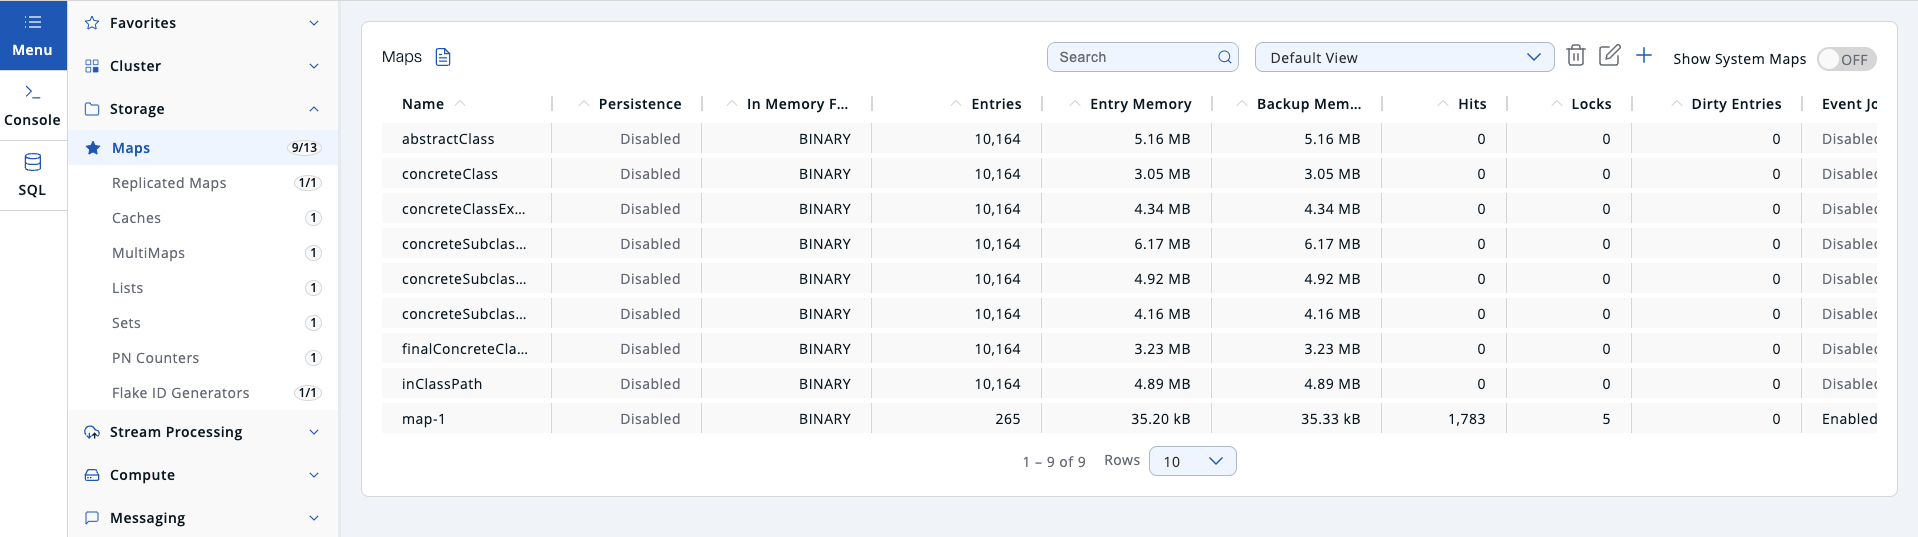 Menu
Console
SQL
Favorites
Cluster
Storage
Maps 9/13
Replicated Maps 1/1
Caches 1
MultiMaps 1
Lists 1
Sets 1
PN Counters 1
Flake ID Generators 1/1
Stream Processing
Compute
Messaging
Maps Search Default View Show System Maps OFF
Name Persistence In Memory F... Entries Entry Memory Backup Mem... Hits Locks Dirty Entries Event Jo
abstractClass Disabled BINARY 10,164 5.16 MB 5.16 MB 0 0 0 Disabled
concreteClass Disabled BINARY 10,164 3.05 MB 3.05 MB 0 0 0 Disabled
concreteClassEx... Disabled BINARY 10,164 4.34 MB 4.34 MB 0 0 0 Disabled
concreteSubclas... Disabled BINARY 10,164 6.17 MB 6.17 MB 0 0 0 Disabled
concreteSubclas... Disabled BINARY 10,164 4.92 MB 4.92 MB 0 0 0 Disabled
concreteSubclas... Disabled BINARY 10,164 4.16 MB 4.16 MB 0 0 0 Disabled
finalConcreteCla... Disabled BINARY 10,164 3.23 MB 3.23 MB 0 0 0 Disabled
inClassPath Disabled BINARY 10,164 4.89 MB 4.89 MB 0 0 0 Disabled
map-1 Disabled BINARY 265 35.20 kB 35.33 kB 1,783 5 0 Enabled
1 – 9 of 9 Rows 10